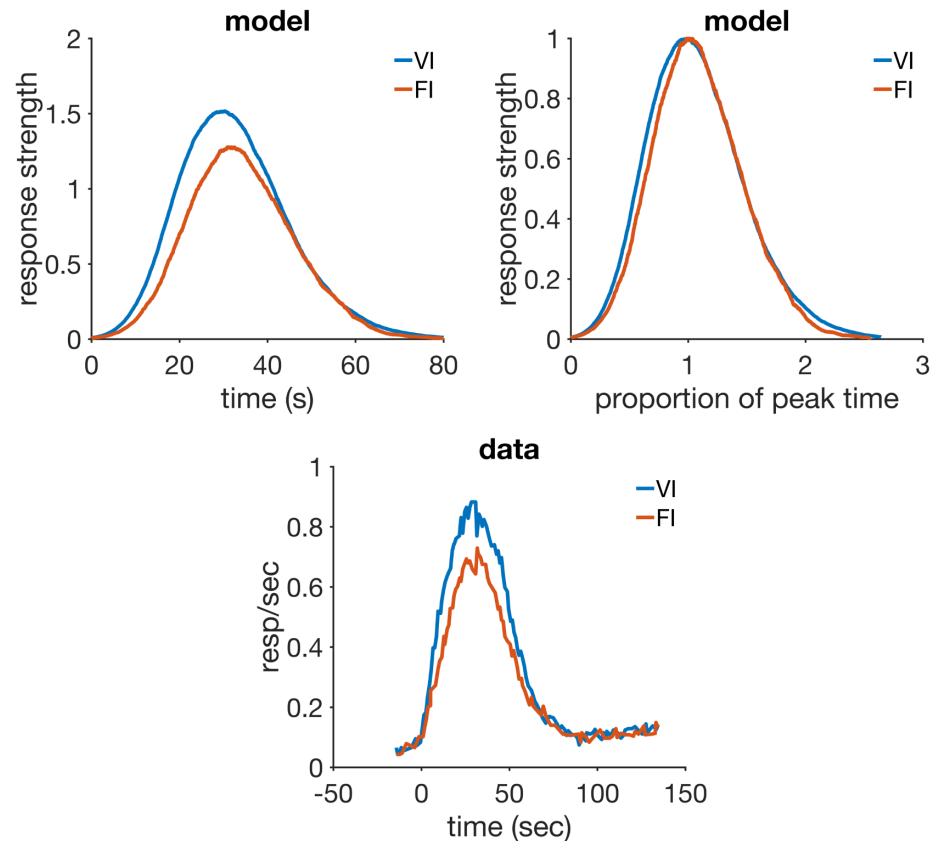 model
response strength
2
1.5
1
0.5
0
0 20 40 60 80
time (s)
VI
FI
model
response strength
1
0.8
0.6
0.4
0.2
0
0 1 2 3
proportion of peak time
VI
FI
data
resp/sec
1
0.8
0.6
0.4
0.2
0
-50 0 50 100 150
time (sec)
VI
FI